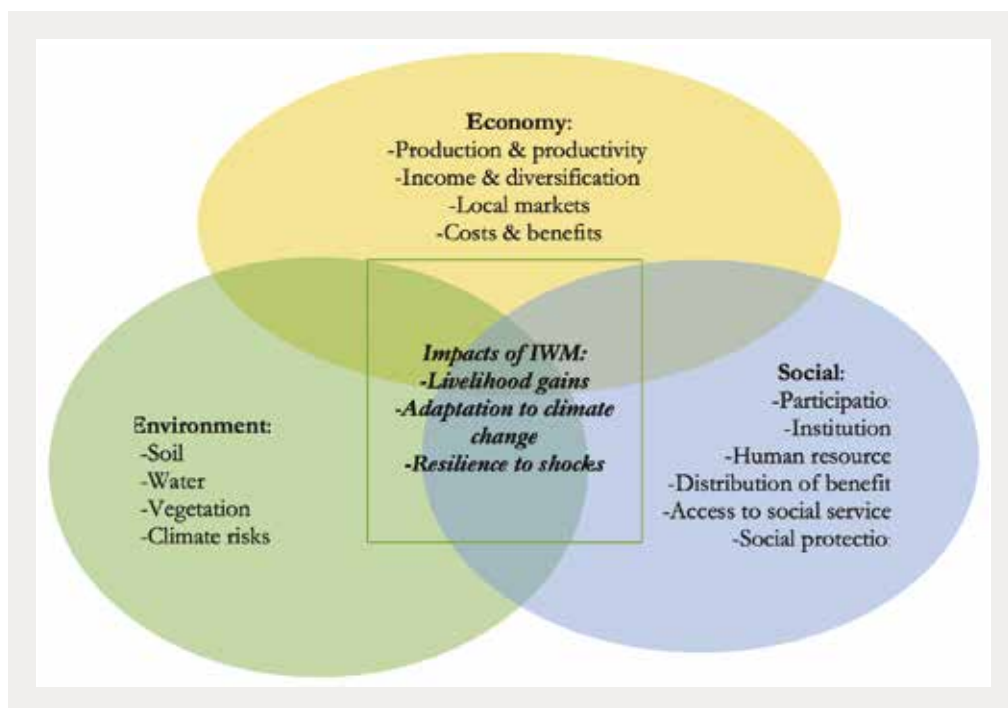 Economy:
-Production & productivity
-Income & diversification
-Local markets
-Costs & benefits
Impacts of IWM:
-Livelihood gains
-Adaptation to climate
change
-Resilience to shocks
Environment:
-Soil
-Water
-Vegetation
-Climate risks
Social:
-Participatio
-Institution
-Human resource
-Distribution of benefit
-Access to social service
-Social protectio